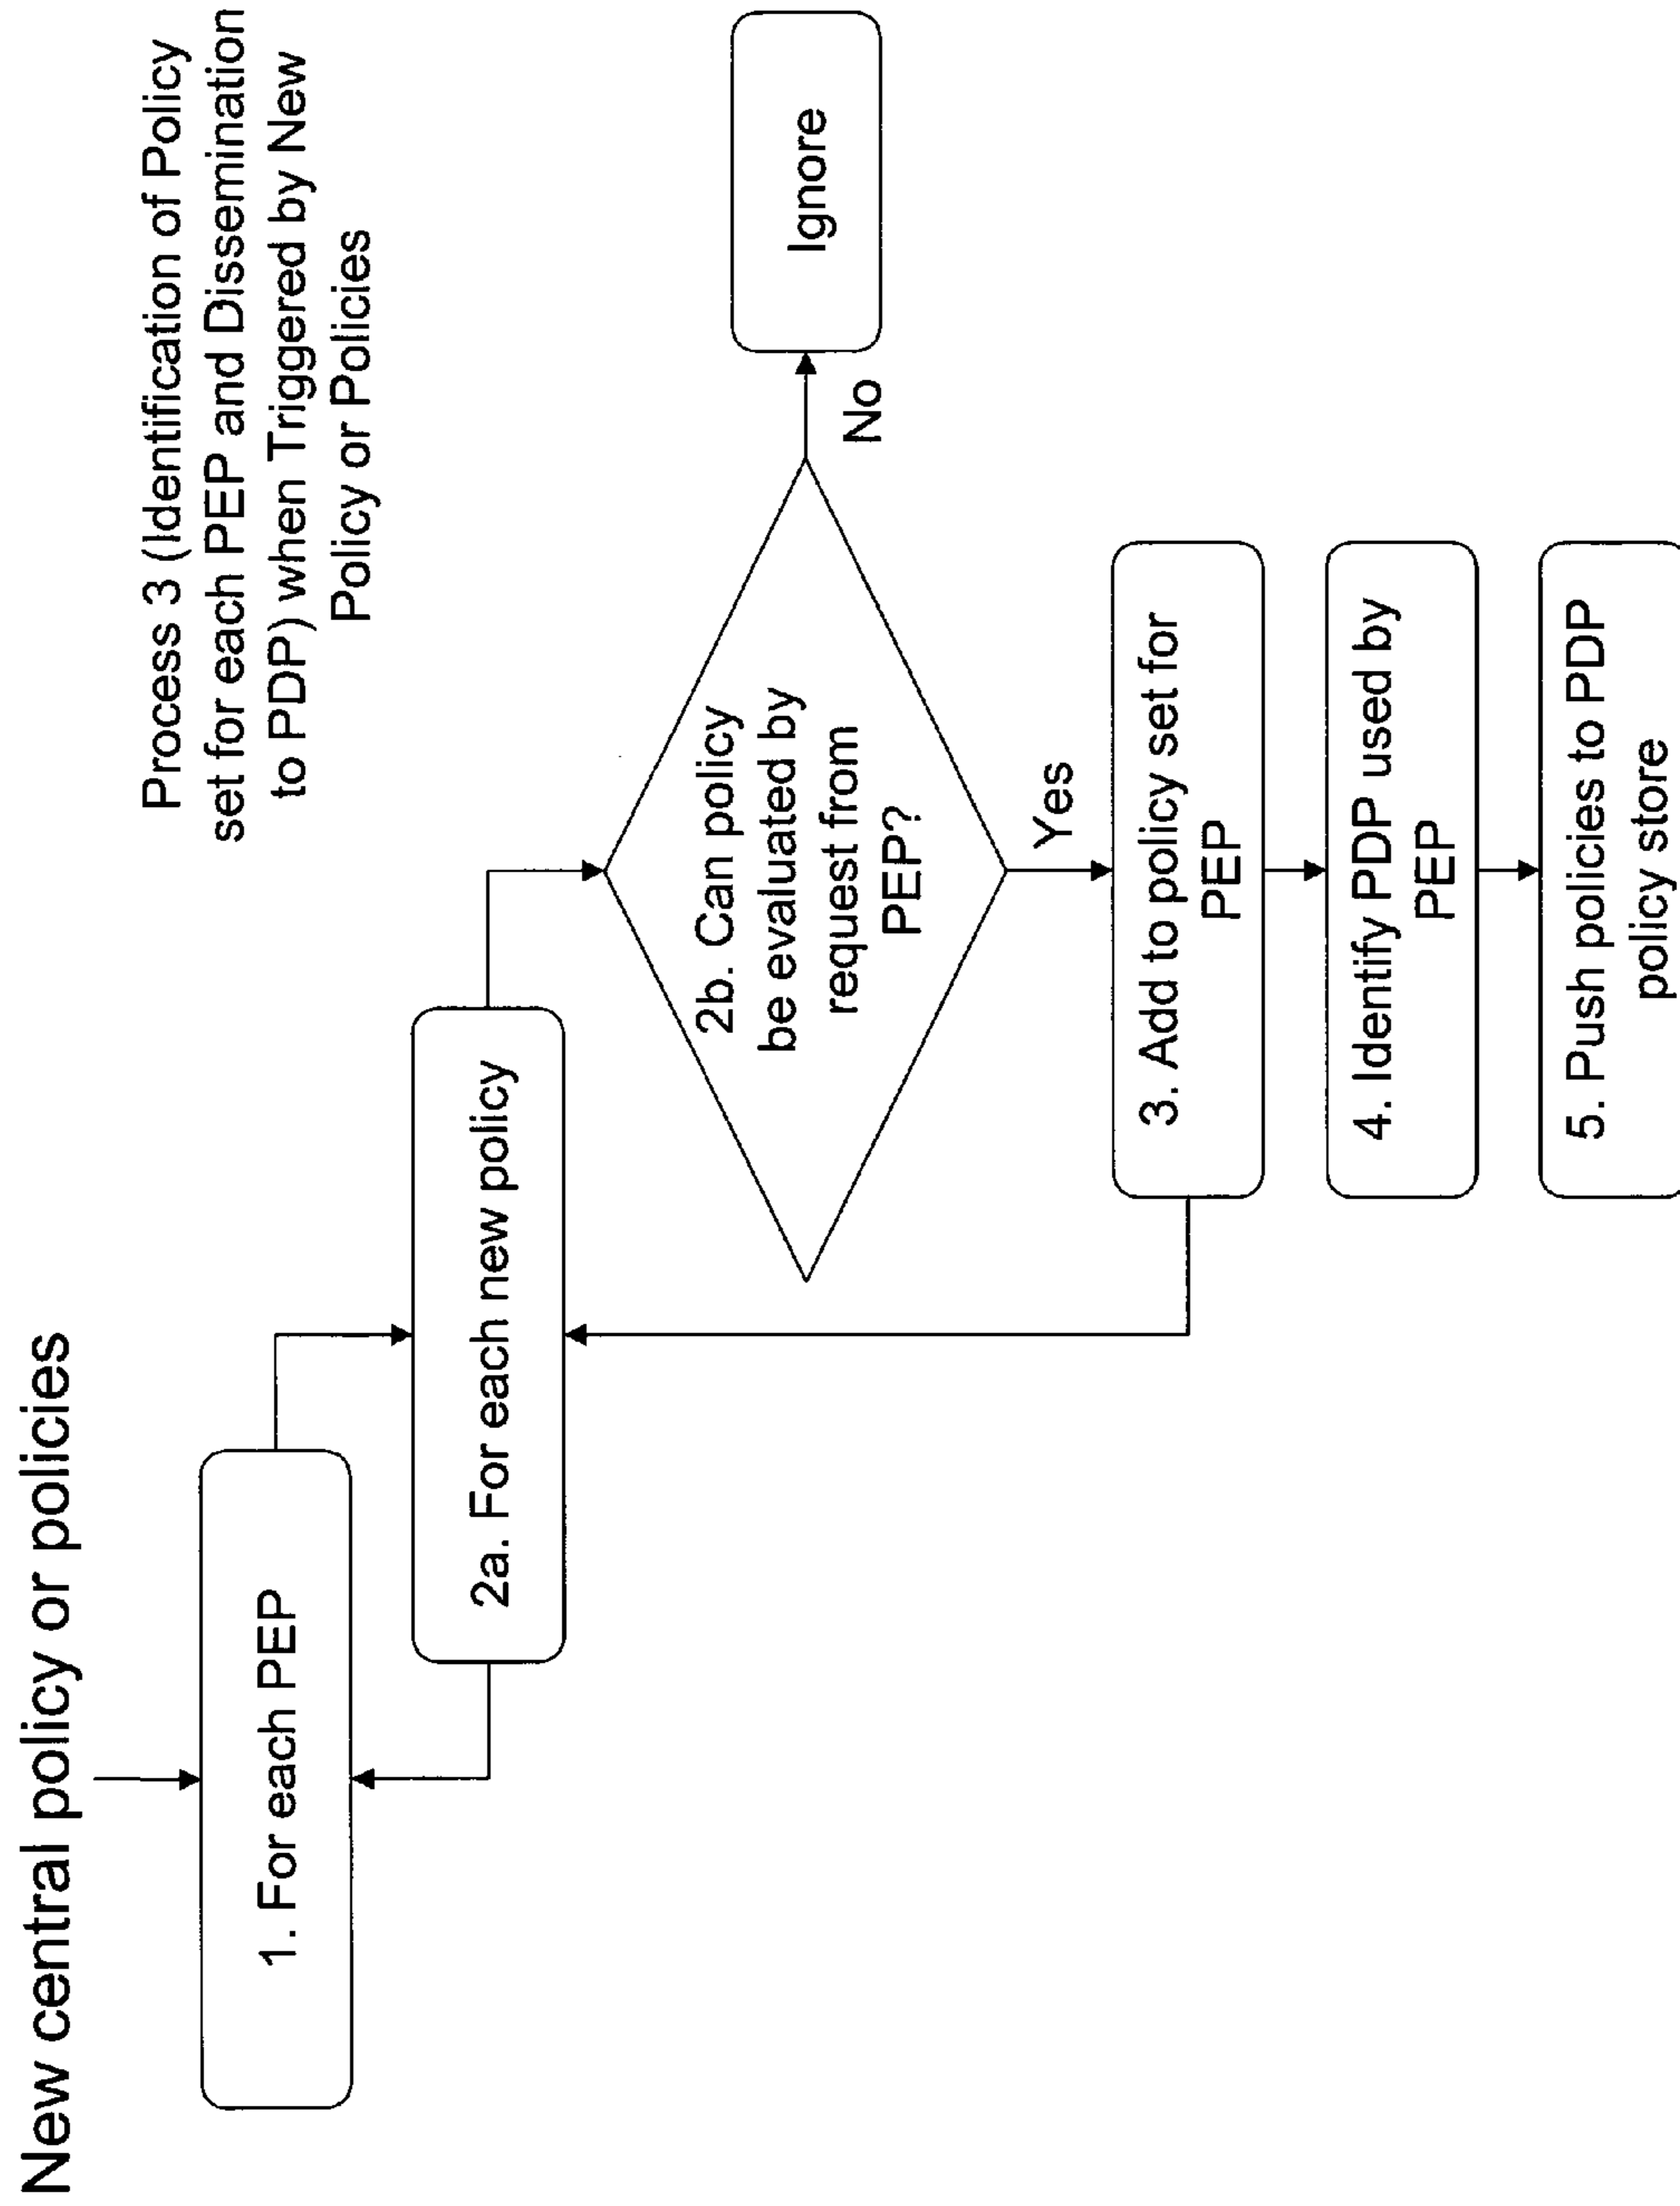 New central policy or policies
Process 3 (Identification of Policy
set for each PEP and Dissemination
to PDP) when Triggered by New
Policy or Policies
1. For each PEP
2a. For each new policy
2b. Can policy
be evaluated by
request from
PEP?
No
Ignore
Yes
3. Add to policy set for
PEP
4. Identify PDP used by
PEP
5. Push policies to PDP
policy store